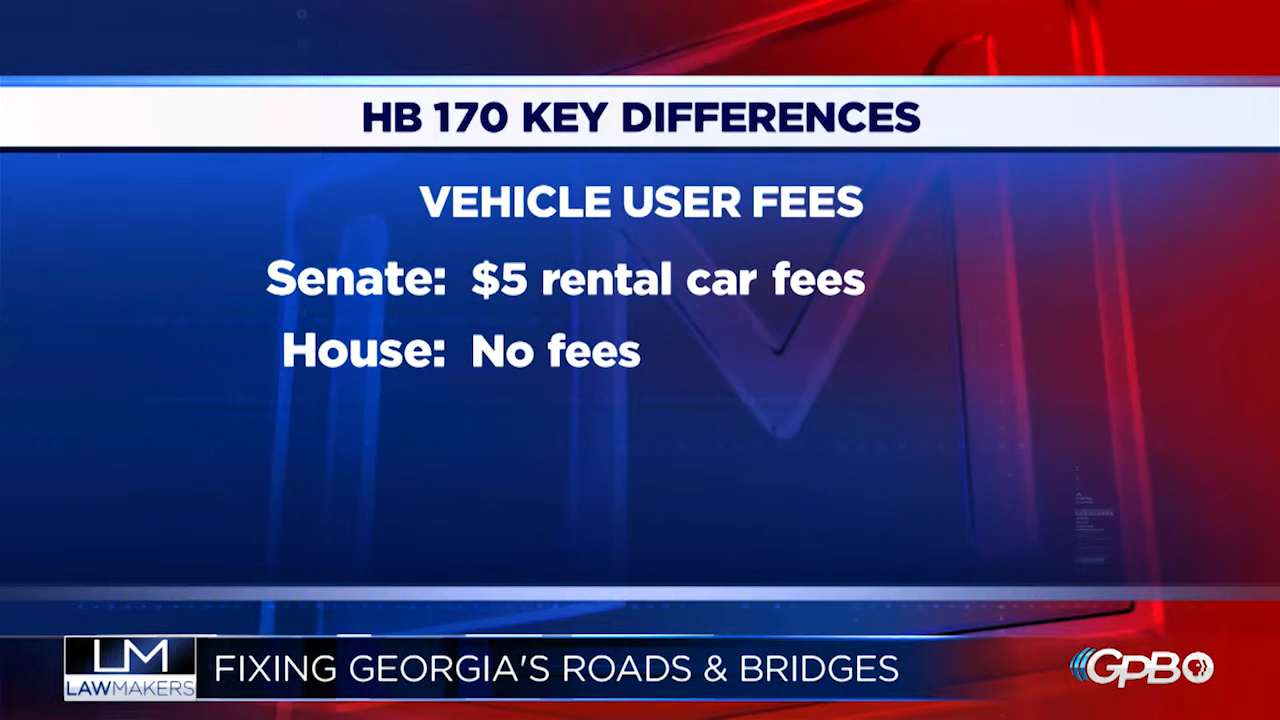 HB 170 KEY DIFFERENCES
VEHICLE USER FEES
Senate: $5 rental car fees
House: No fees
LM
LAWMAKERS
FIXING GEORGIA'S ROADS & BRIDGES
GPB